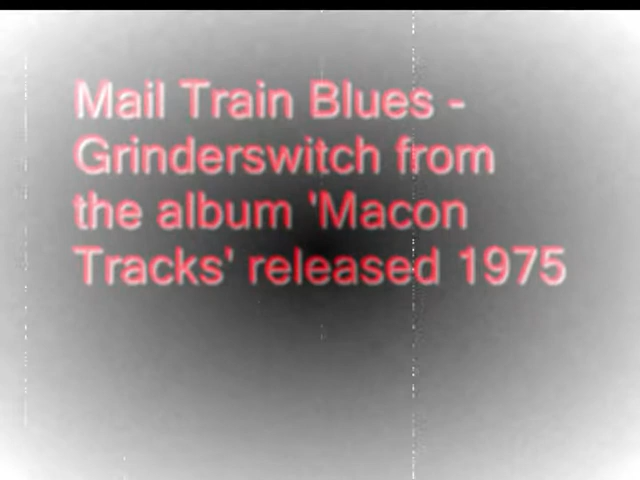 Mail Train Blues -
Grinderswitch from
the album 'Macon
Tracks' released 1975